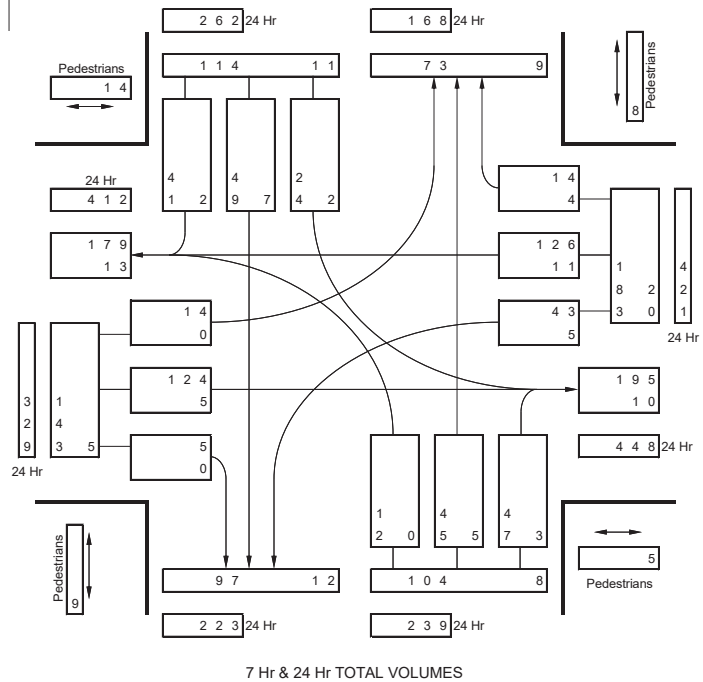 2 6 2 24 Hr
1 6 8 24 Hr
1 1 4 1 1
7 3 9
Pedestrians
1 4
Pedestrians
8
4
1 2
4
9 7
2
4 2
24 Hr
4 1 2
1 4
4
1 7 9
1 3
1 2 6
1 1
1
8 2
3 0
4
2
1
24 Hr
1 4
0
4 3
5
1 2 4
5
1 9 5
1 0
3
2
9
24 Hr
1
4
3 5
5
0
4 4 8 24 Hr
1
2 0
4
5 5
4
7 3
Pedestrians
9
5
Pedestrians
9 7 1 2
1 0 4 8
2 2 3 24 Hr
2 3 9 24 Hr
7 Hr & 24 Hr TOTAL VOLUMES